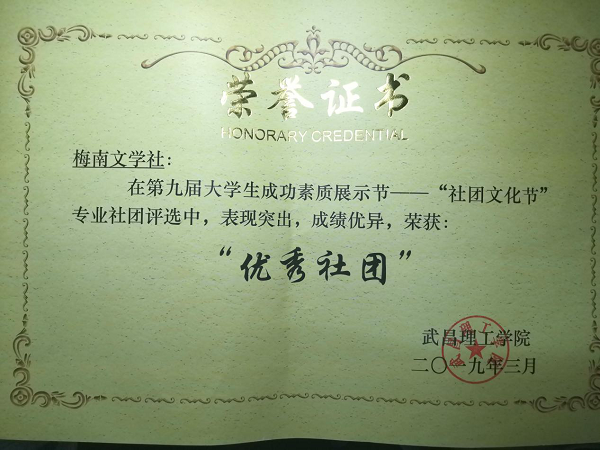 荣誉证书
HONORARY CREDENTIAL
梅南文学社：
在第九届大学生成功素质展示节——“社团文化节”
专业社团评选中，表现突出，成绩优异，荣获：
“优秀社团”
武昌理工学院
二〇一九年三月